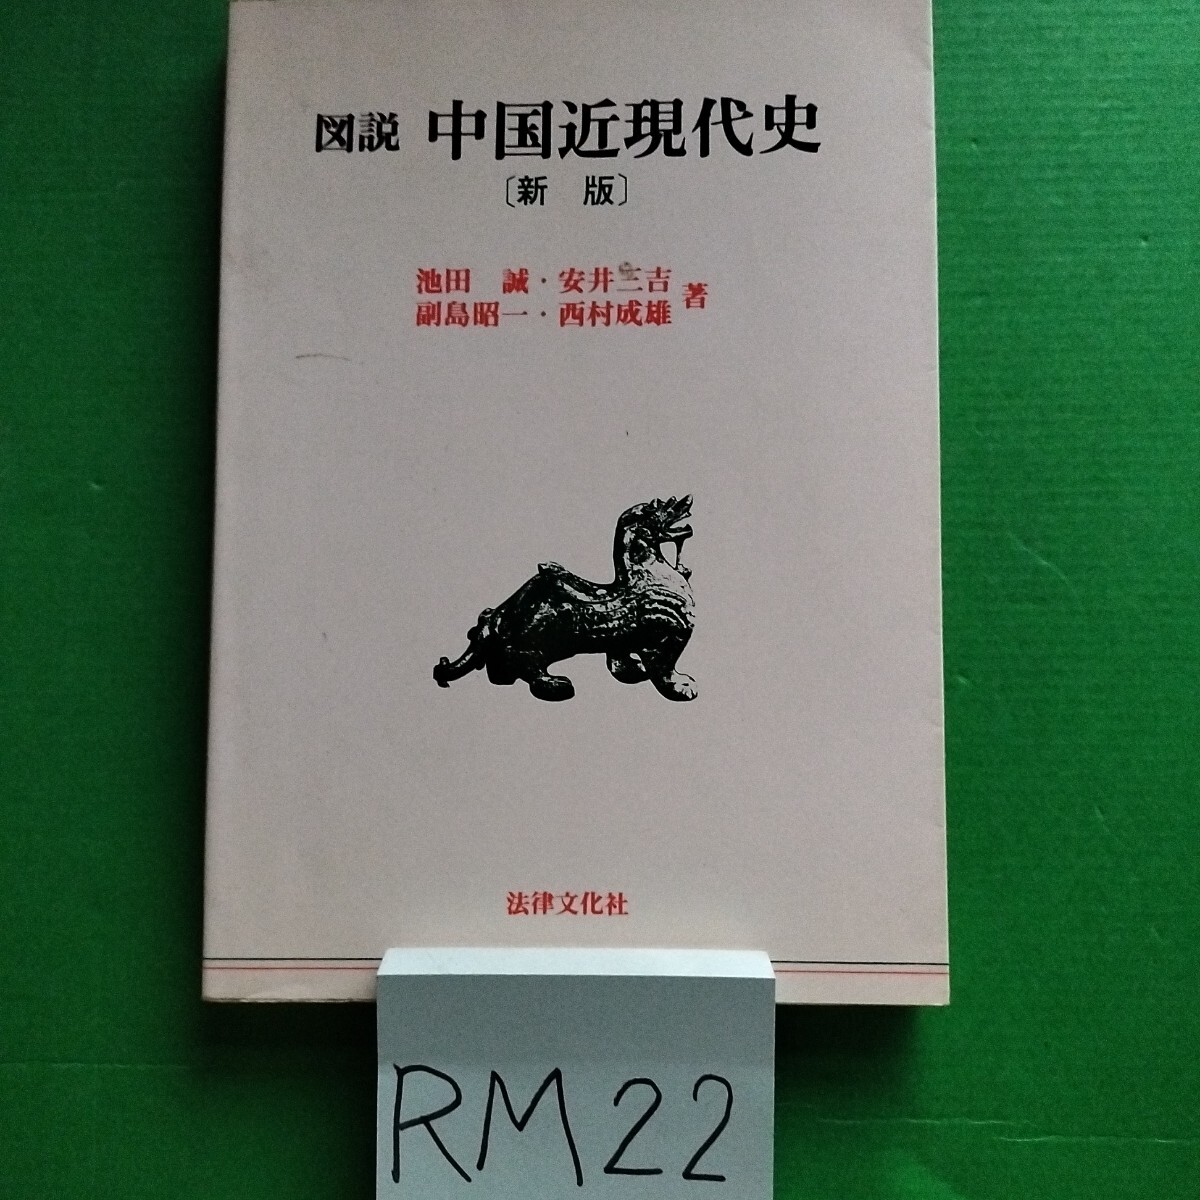 図説 中国近現代史
〔新 版〕
池田 誠・安井三吉
副島昭一・西村成雄 著
法律文化社
RM22